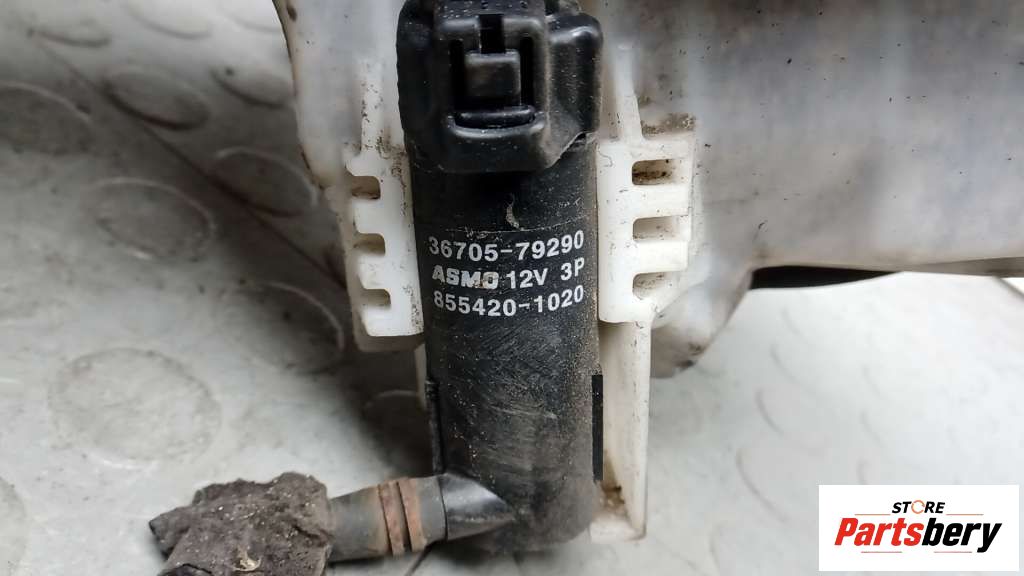 36705-79290
ASMO 12V 3P
855420-1020
STORE
Partsbery